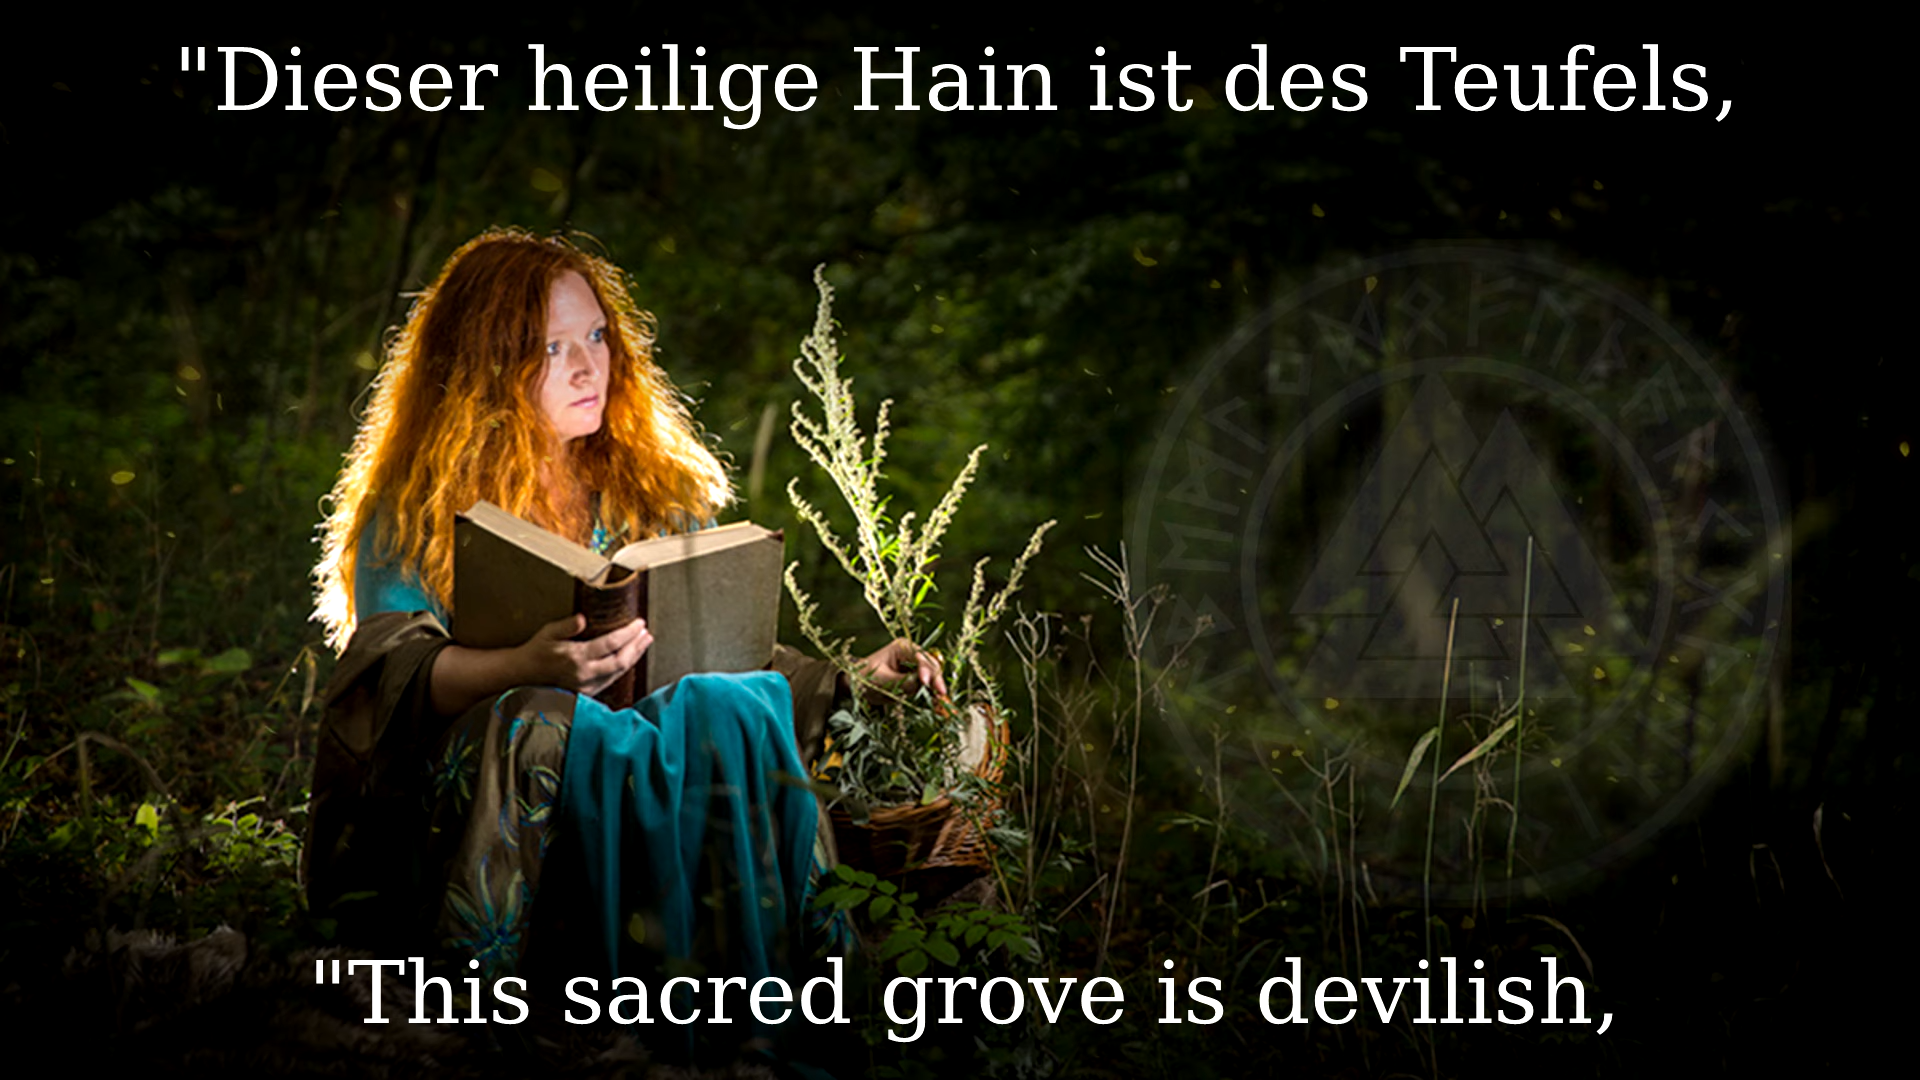 "Dieser heilige Hain ist des Teufels,
"This sacred grove is devilish,